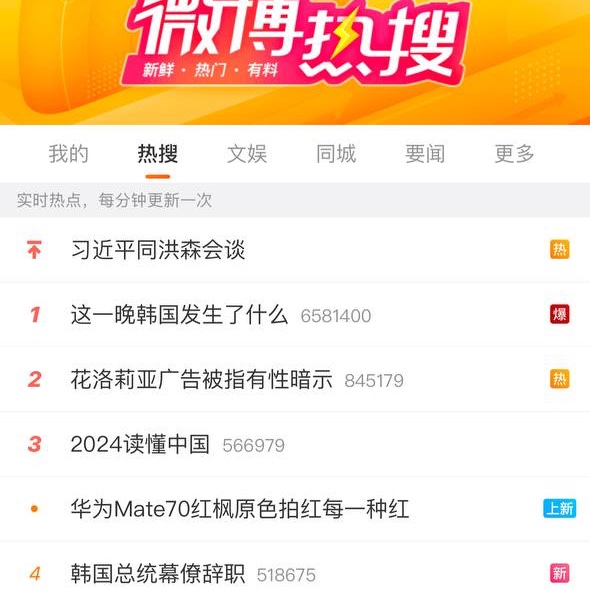 微博热搜
新鲜·热门·有料
我的 热搜 文娱 同城 要闻 更多
实时热点，每分钟更新一次
习近平同洪森会谈 热
1 这一晚韩国发生了什么 6581400 爆
2 花洛莉亚广告被指有性暗示 845179 热
3 2024读懂中国 566979
• 华为Mate70红枫原色拍红每一种红 上新
4 韩国总统幕僚辞职 518675 新